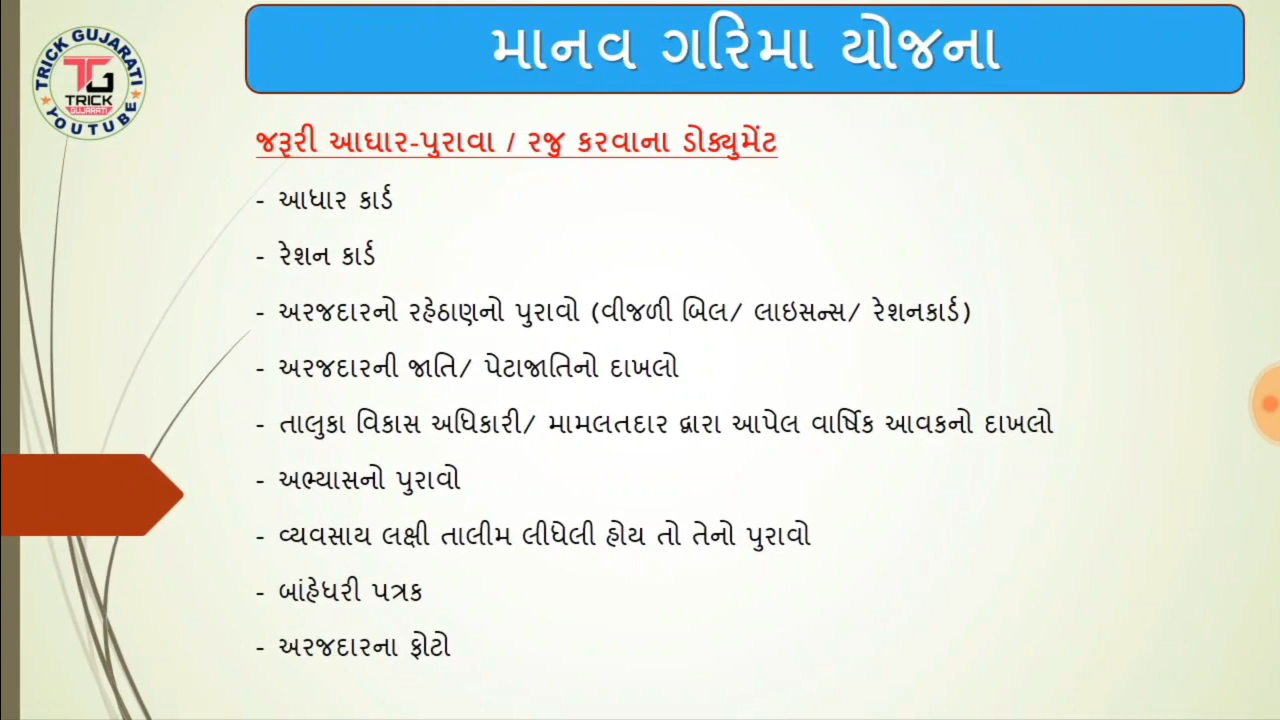 TRICK GUJARATI
TG
TRICK
GUJARATI
YOUTUBE
માનવ ગરિમા યોજના
જરૂરી આધાર-પુરાવા / રજુ કરવાના ડોક્યુમેંટ
- આધાર કાર્ડ
- રેશન કાર્ડ
- અરજદારનો રહેઠાણનો પુરાવો (વીજળી બિલ/ લાઇસન્સ/ રેશનકાર્ડ)
- અરજદારની જાતિ/ પેટાજાતિનો દાખલો
- તાલુકા વિકાસ અધિકારી/ મામલતદાર દ્વારા આપેલ વાર્ષિક આવકનો દાખલો
- અભ્યાસનો પુરાવો
- વ્યવસાય લક્ષી તાલીમ લીધેલી હોય તો તેનો પુરાવો
- બાંહેધરી પત્રક
- અરજદારના ફોટો